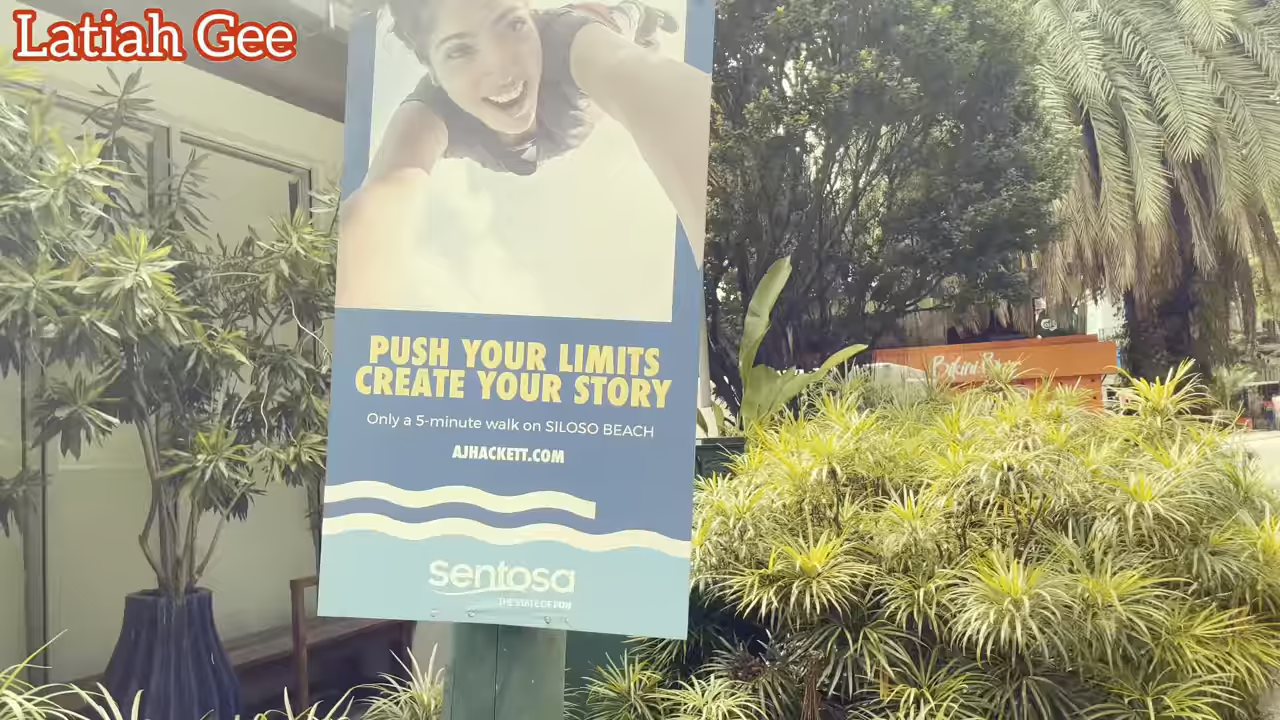 Latiah Gee
PUSH YOUR LIMITS
CREATE YOUR STORY
Only a 5-minute walk on SILOSO BEACH
AJHACKETT.COM
sentosa
THE STATE OF FUN
Bikini